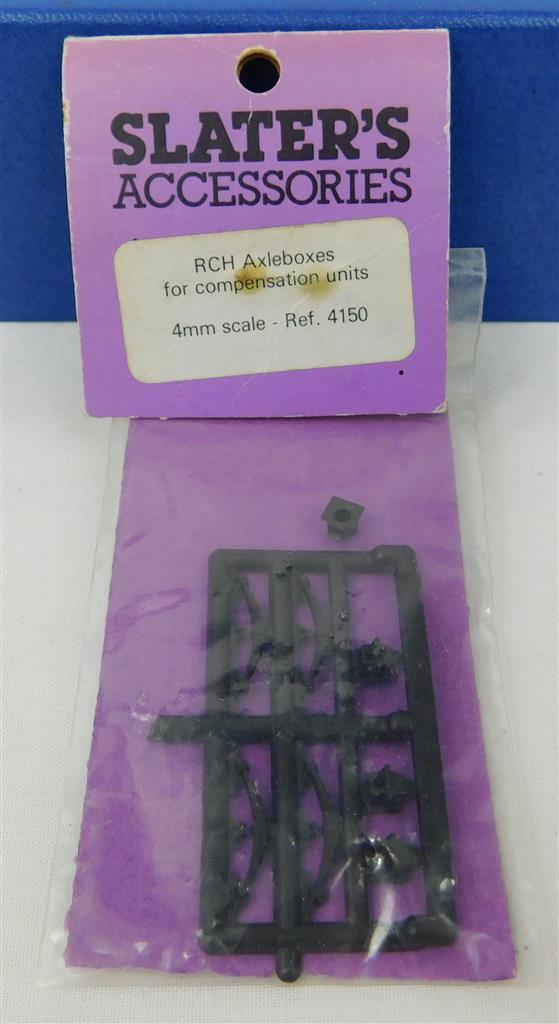 SLATER'S
ACCESSORIES
RCH Axleboxes
for compensation units
4mm scale - Ref. 4150